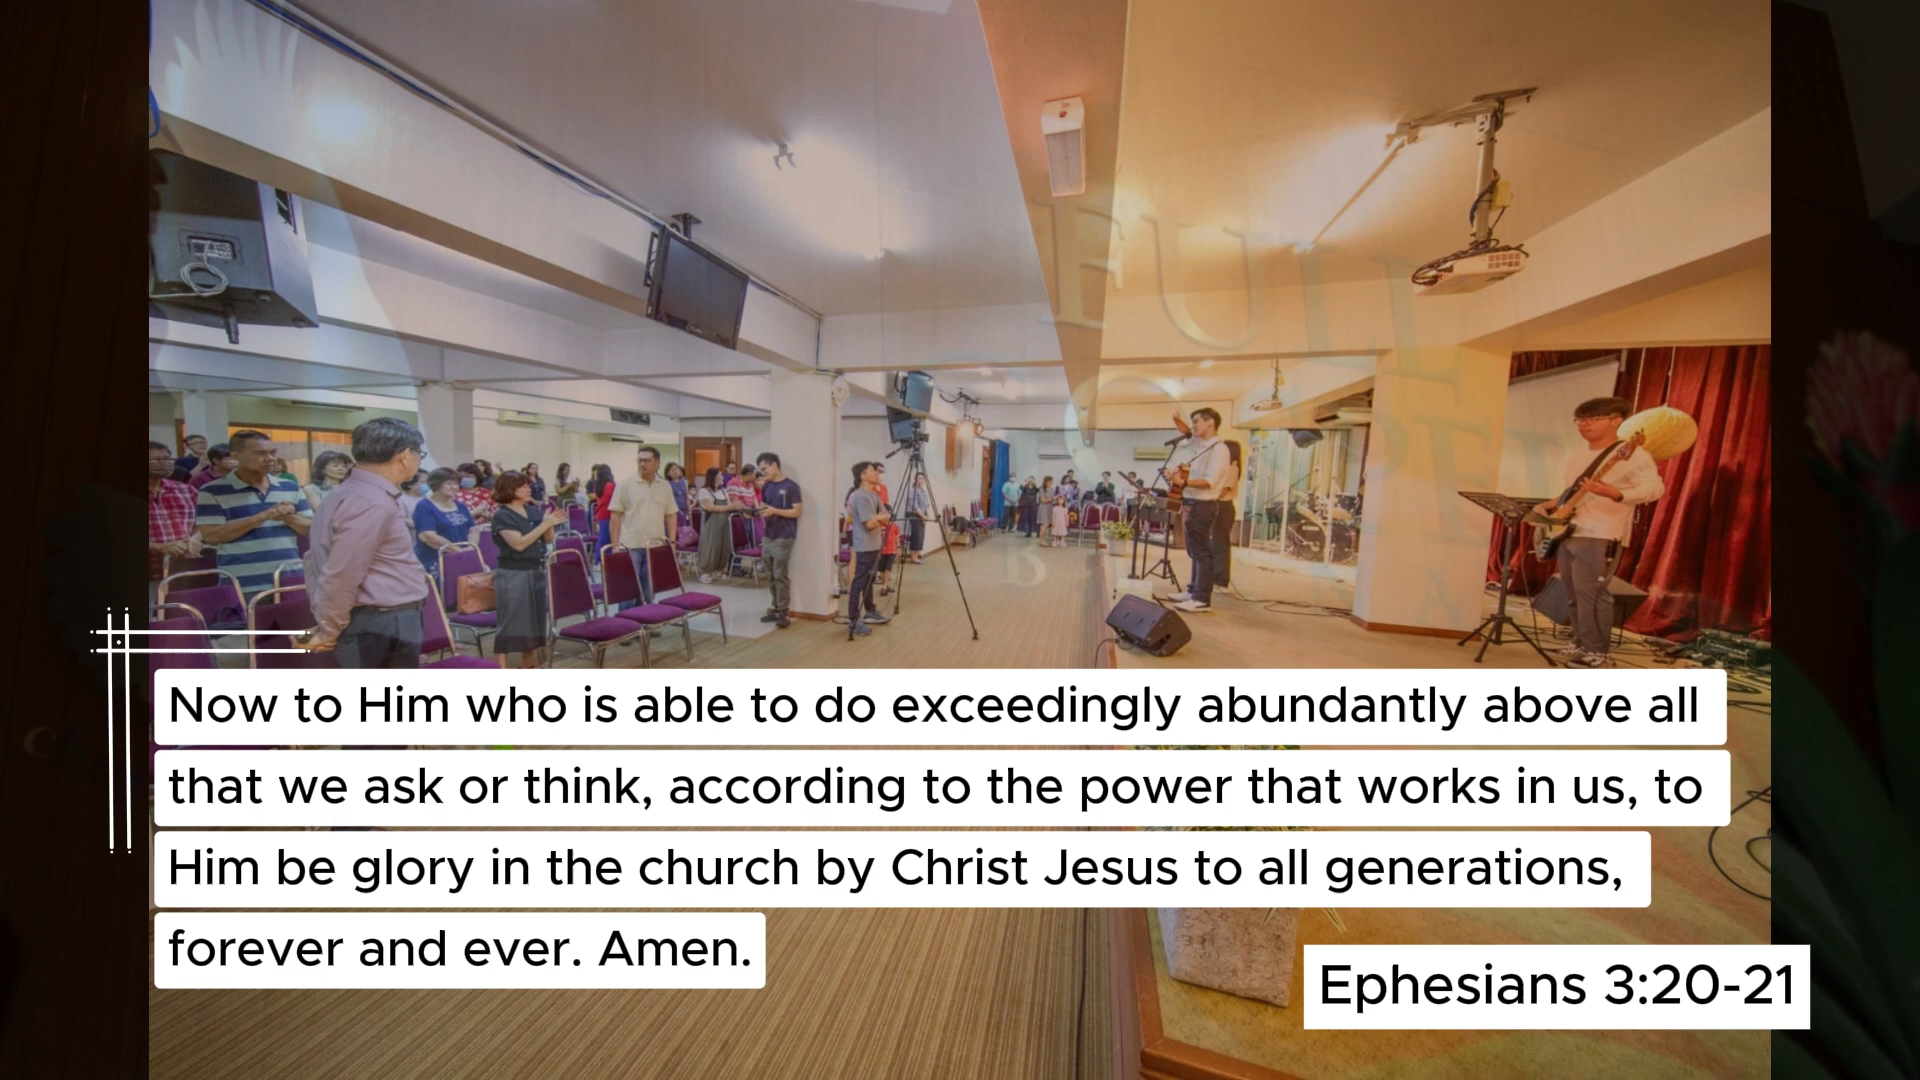 FULL
GOSPEL
Now to Him who is able to do exceedingly abundantly above all
that we ask or think, according to the power that works in us, to
Him be glory in the church by Christ Jesus to all generations,
forever and ever. Amen.
Ephesians 3:20-21